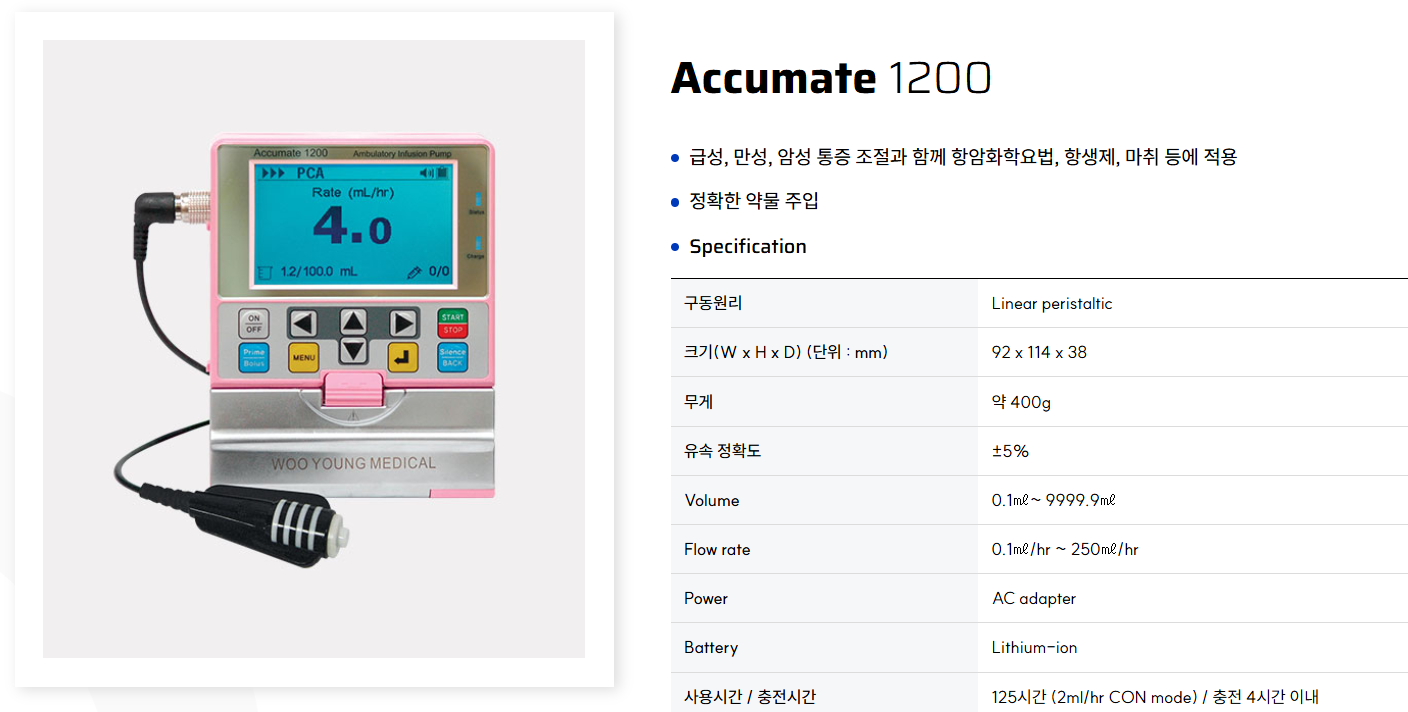 Accumate 1200
Accumate 1200 Ambulatory Infusion Pump
PCA
Rate (mL/hr)
4.0
Status
Charge
1.2/100.0 mL 0/0
ON
OFF
START
STOP
Prime
Bolus
MENU
Silence
BACK
WOO YOUNG MEDICAL
급성, 만성, 암성 통증 조절과 함께 항암화학요법, 항생제, 마취 등에 적용
정확한 약물 주입
Specification
구동원리 Linear peristaltic
크기(W x H x D) (단위 : mm) 92 x 114 x 38
무게 약 400g
유속 정확도 ±5%
Volume 0.1㎖~ 9999.9㎖
Flow rate 0.1㎖/hr ~ 250㎖/hr
Power AC adapter
Battery Lithium-ion
사용시간 / 충전시간 125시간 (2ml/hr CON mode) / 충전 4시간 이내